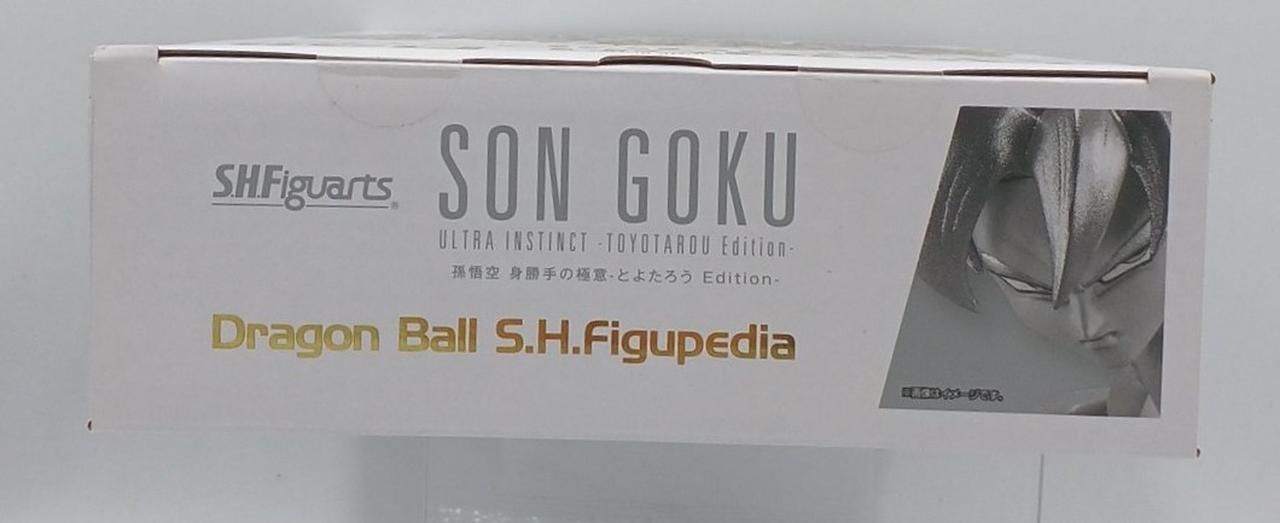 S.H.Figuarts®
SON GOKU
ULTRA INSTINCT -TOYOTAROU Edition-
孫悟空 身勝手の極意-とよたろう Edition-
Dragon Ball S.H.Figupedia
※画像はイメージです。